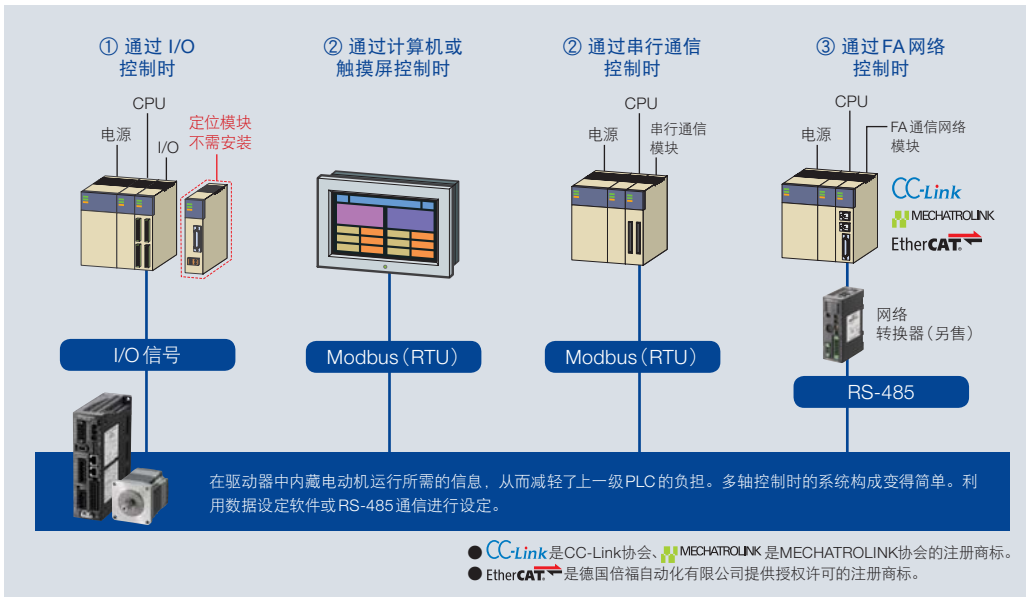 ① 通过 I/O
控制时
CPU
电源
I/O
定位模块
不需安装
I/O 信号
② 通过计算机或
触摸屏控制时
Modbus（RTU）
② 通过串行通信
控制时
CPU
电源
串行通信
模块
Modbus（RTU）
③ 通过FA网络
控制时
CPU
电源
FA通信网络
模块
CC-Link
MECHATROLINK
EtherCAT®
网络
转换器（另售）
RS-485
在驱动器中内藏电动机运行所需的信息，从而减轻了上一级PLC的负担。多轴控制时的系统构成变得简单。利
用数据设定软件或RS-485通信进行设定。
● CC-Link 是CC-Link协会、MECHATROLINK 是MECHATROLINK协会的注册商标。
● EtherCAT® 是德国倍福自动化有限公司提供授权许可的注册商标。